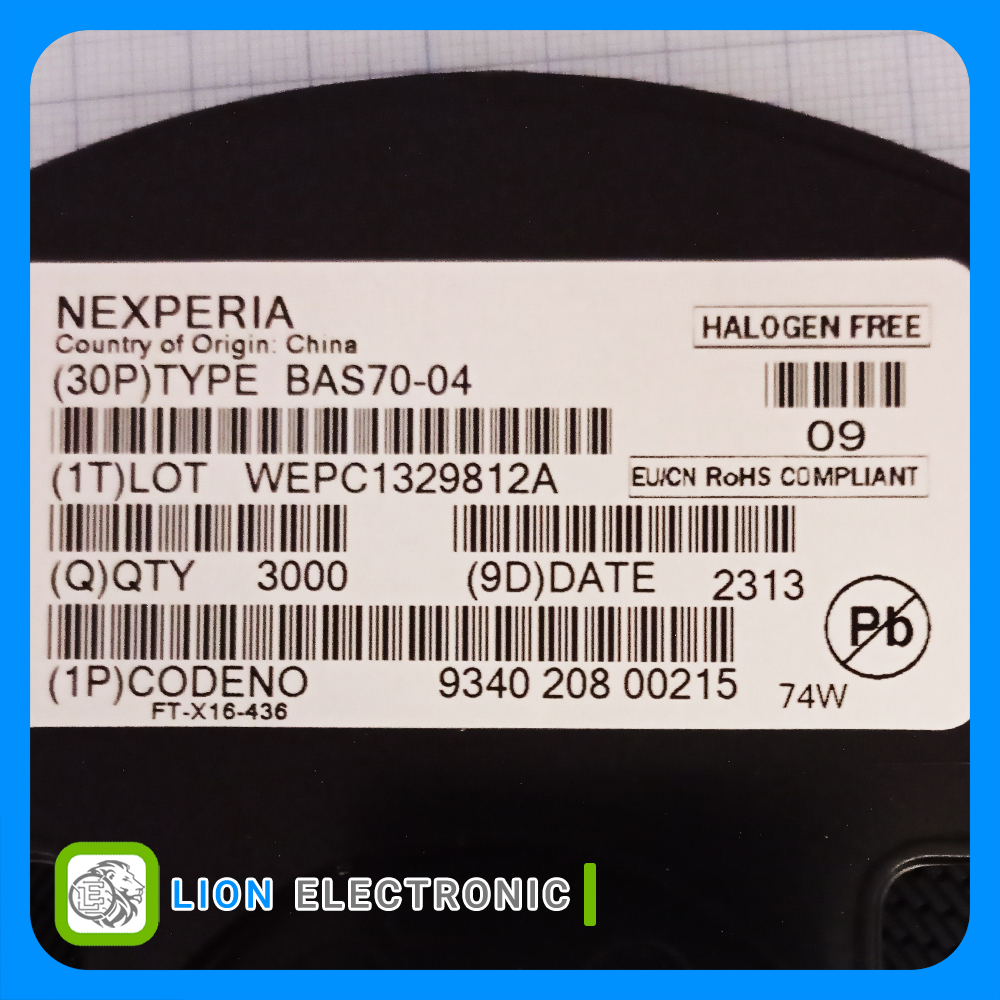 NEXPERIA
Country of Origin: China
HALOGEN FREE
(30P)TYPE BAS70-04
09
(1T)LOT WEPC1329812A
EU/CN RoHS COMPLIANT
(Q)QTY 3000 (9D)DATE 2313
Pb
(1P)CODENO 9340 208 00215 74W
FT-X16-436
LE
LION ELECTRONIC